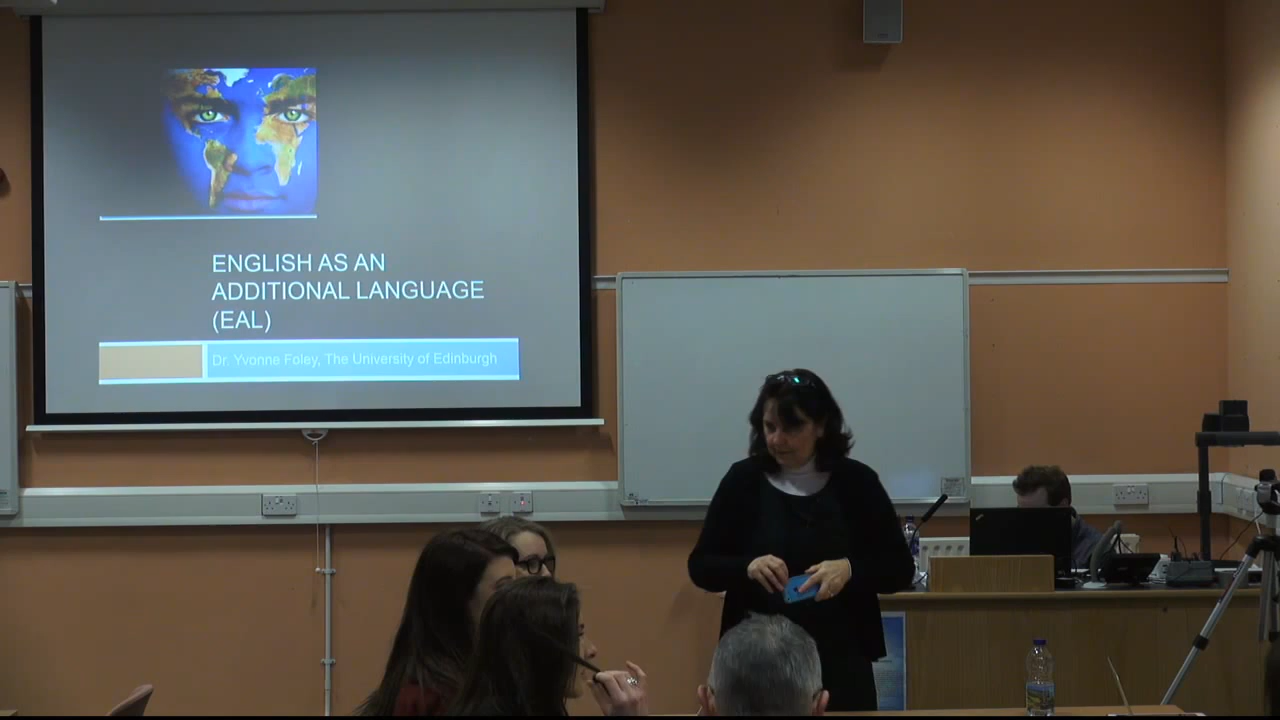 ENGLISH AS AN
ADDITIONAL LANGUAGE
(EAL)
Dr. Yvonne Foley, The University of Edinburgh